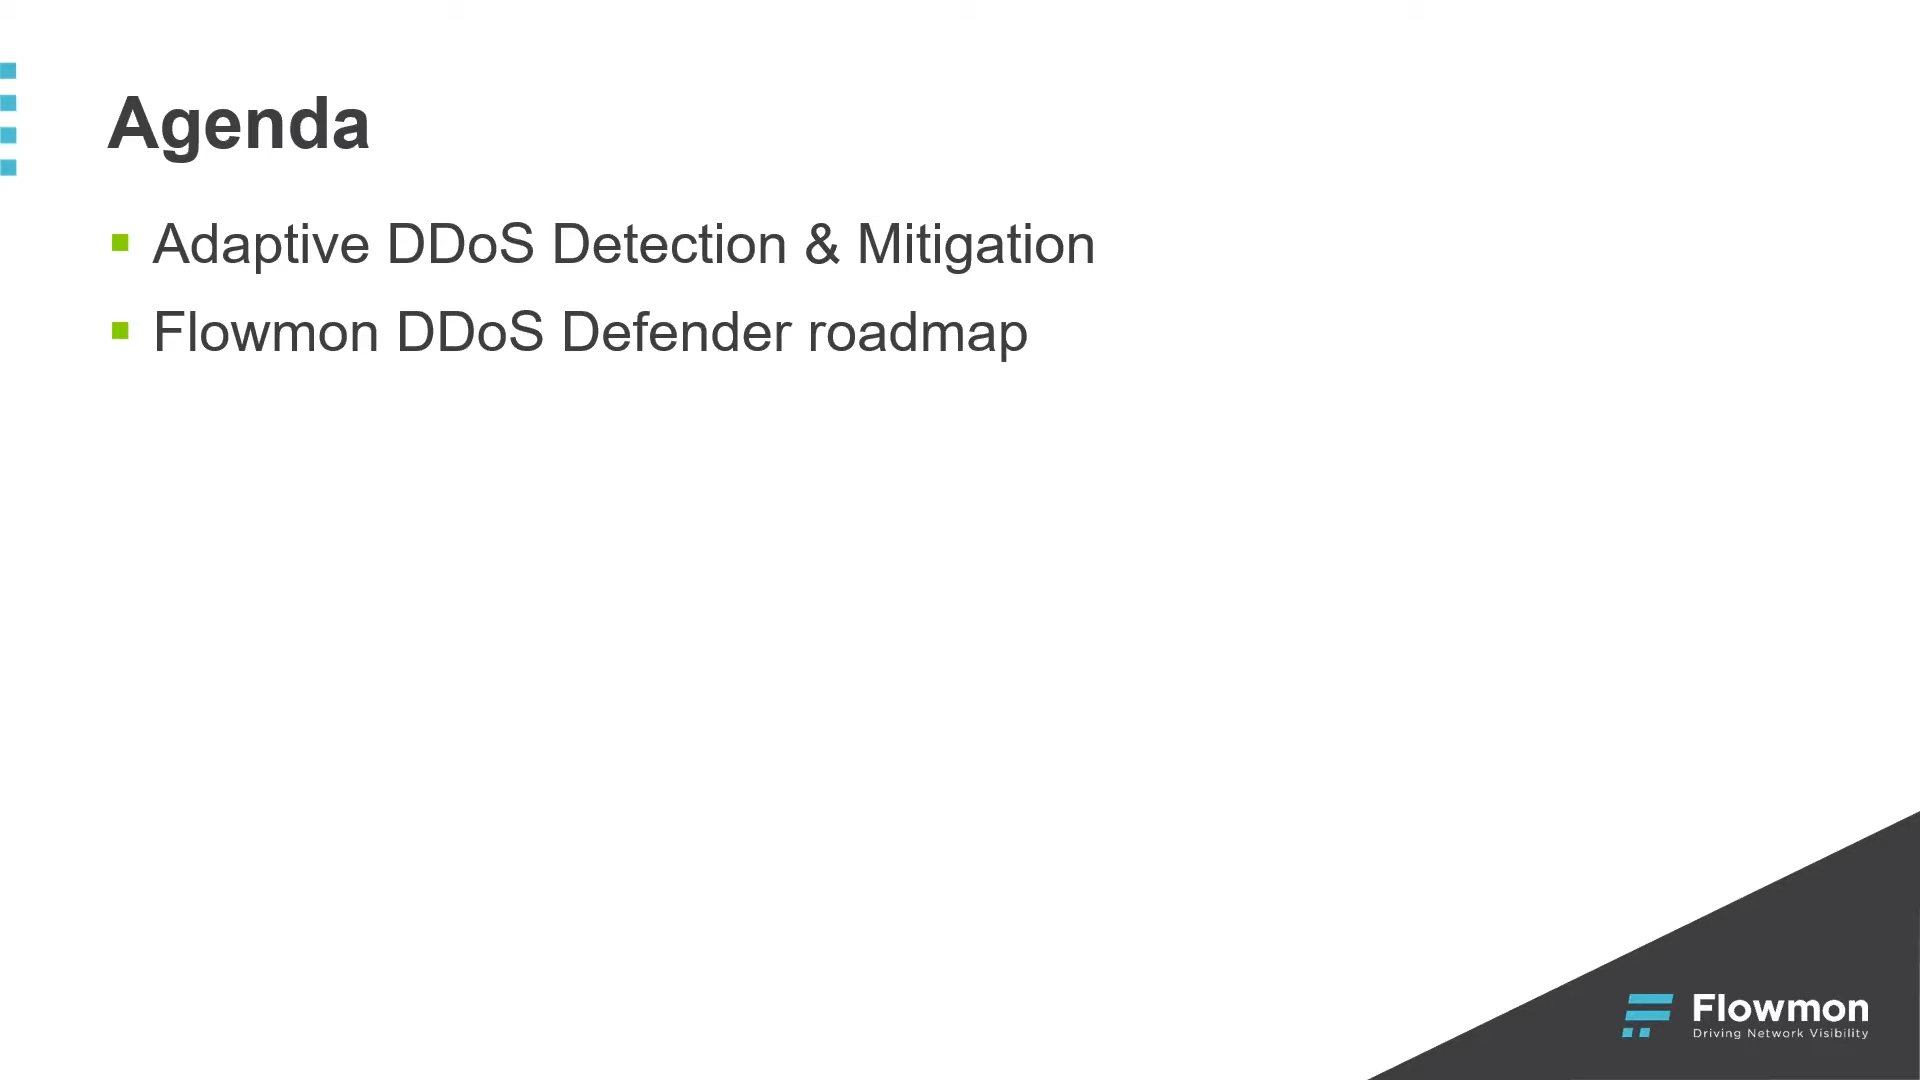 Agenda
Adaptive DDoS Detection & Mitigation
Flowmon DDoS Defender roadmap
Flowmon
Driving Network Visibility